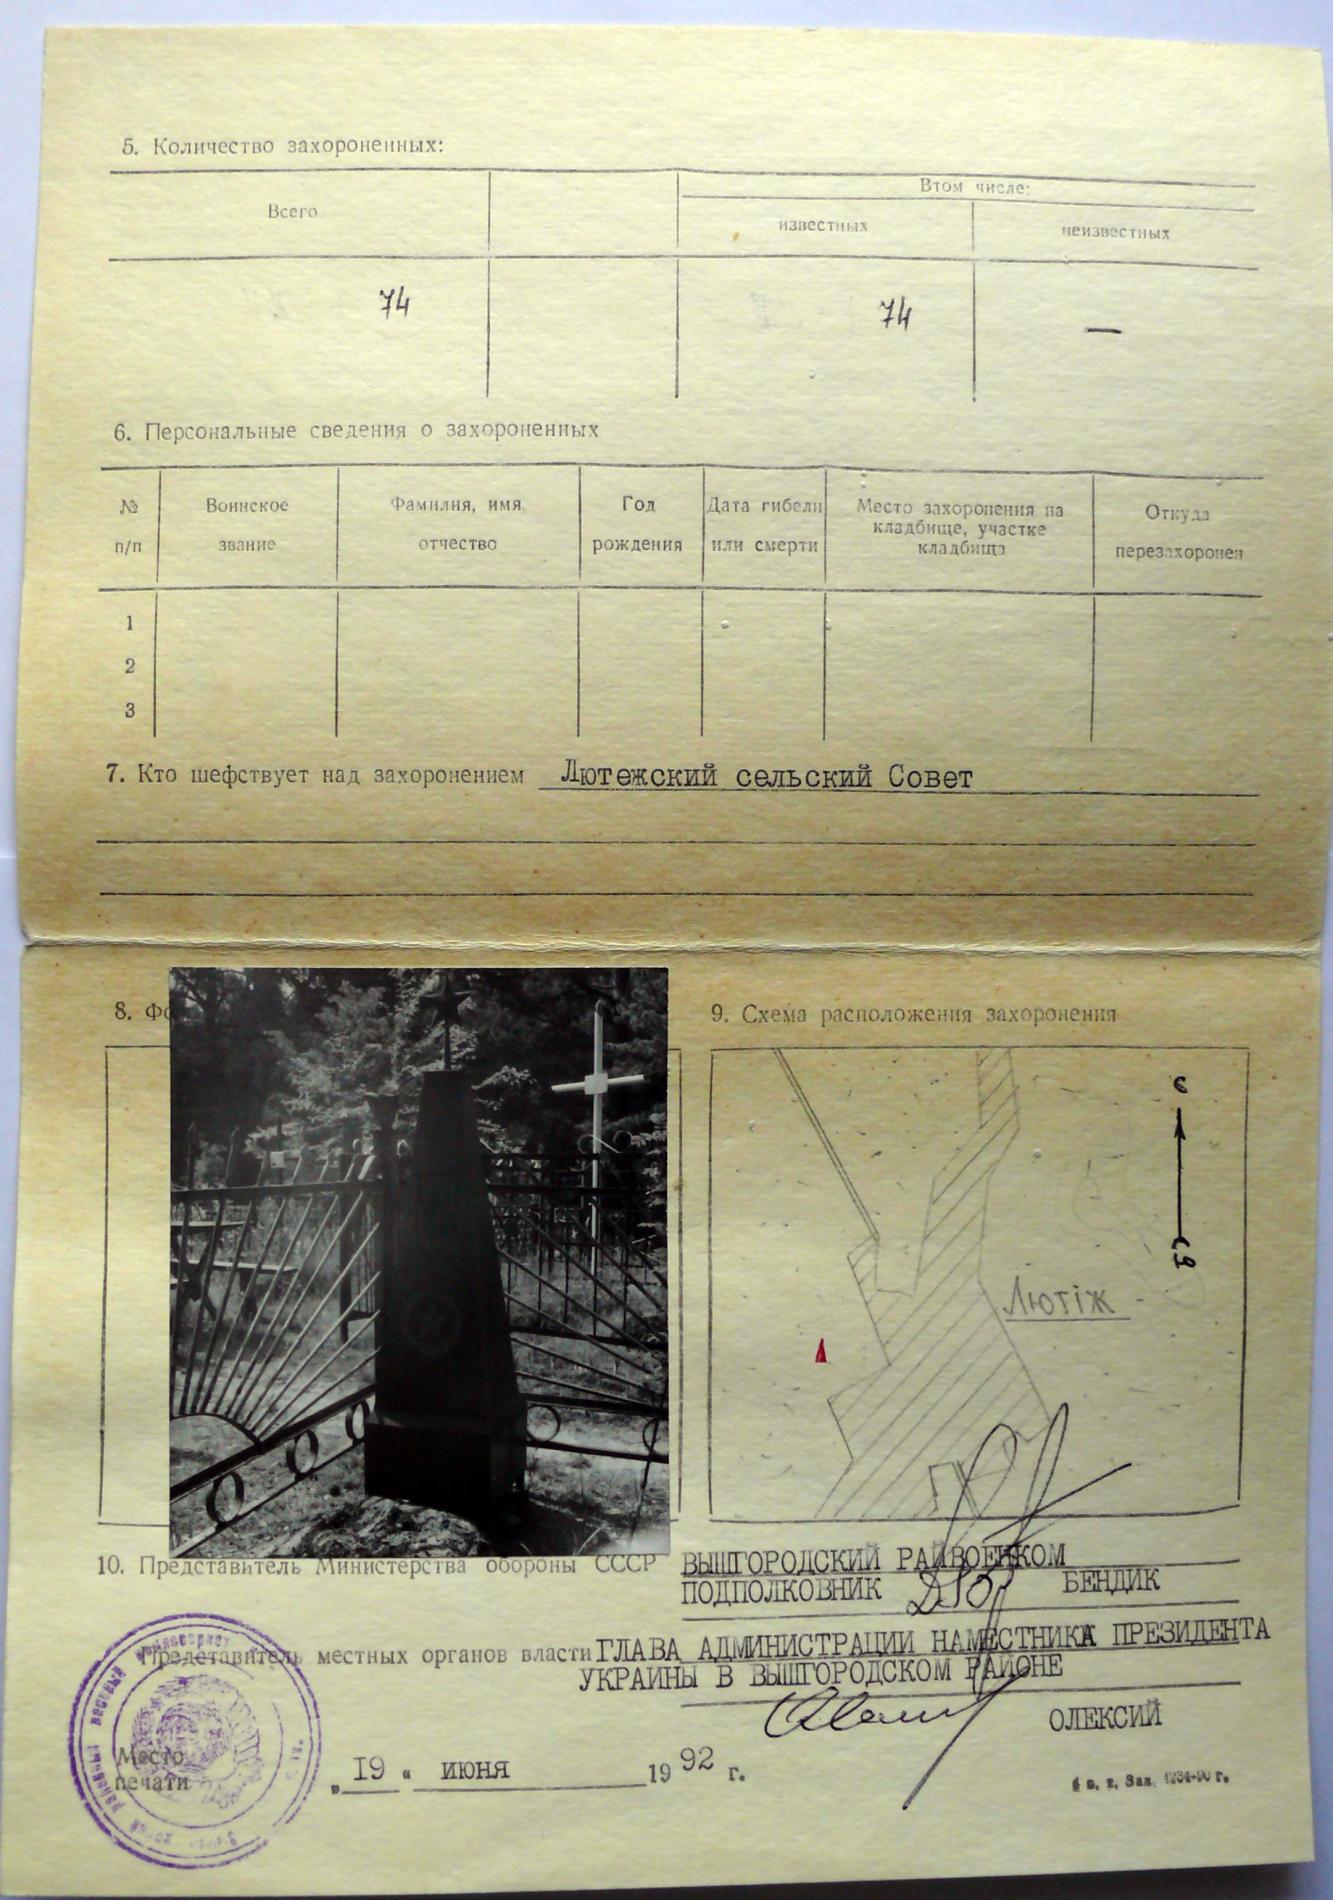 5. Количество захороненных:
Всего
Втом числе:
известных
неизвестных
74
74
—
6. Персональные сведения о захороненных
№ п/п
Воинское звание
Фамилия, имя, отчество
Год рождения
Дата гибели или смерти
Место захоронения на кладбище, участке кладбища
Откуда перезахоронен
1
2
3
7. Кто шефствует над захоронением Лютежский сельский Совет
8. Фо
9. Схема расположения захоронения
С
Лютіж
10. Представитель Министерства обороны СССР ВЫШГОРОДСКИЙ РАЙВОЕНКОМ
ПОДПОЛКОВНИК БЕНДИК
Представитель местных органов власти ГЛАВА АДМИНИСТРАЦИИ НАМЕСТНИКА ПРЕЗИДЕНТА
УКРАИНЫ В ВЫШГОРОДСКОМ РАЙОНЕ
ОЛЕКСИЙ
Место
печати
„19" июня 1992 г.